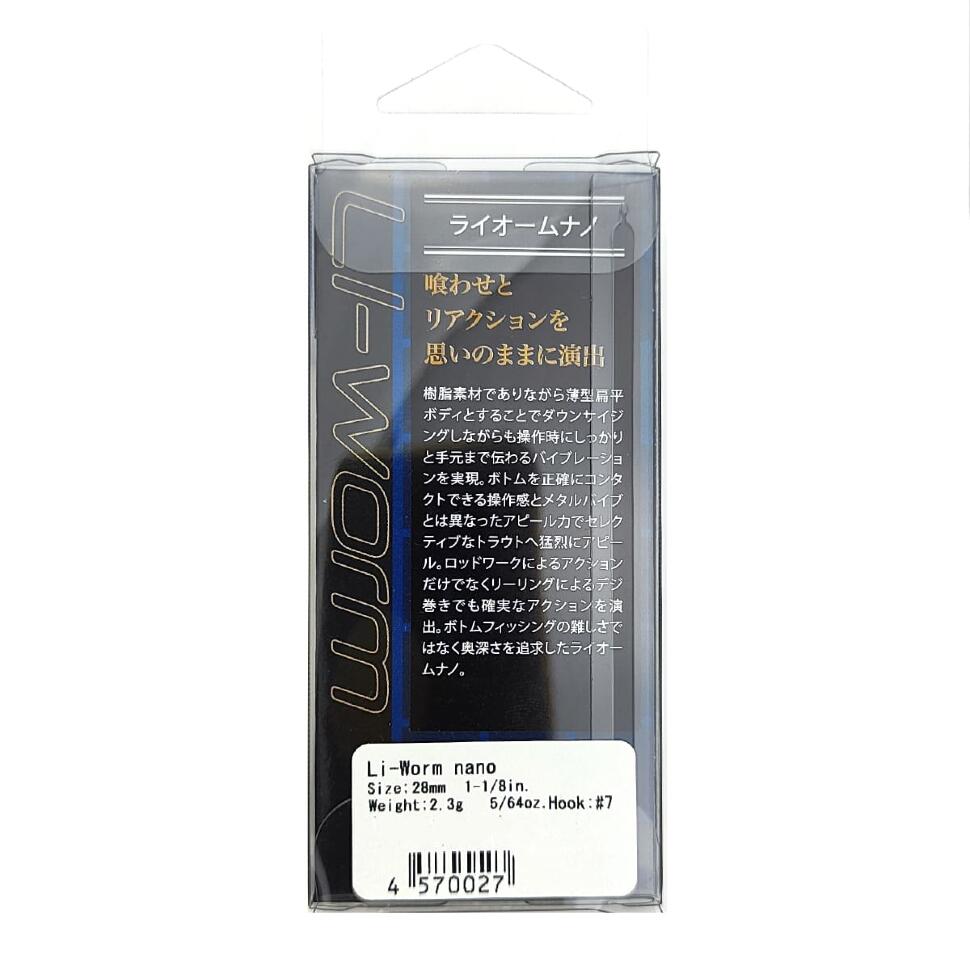 Li-worm
ライオームナノ
喰わせと
リアクションを
思いのままに演出
樹脂素材でありながら薄型扁平
ボディとすることでダウンサイジ
ングしながらも操作時にしっかり
と手元まで伝わるバイブレーショ
ンを実現。ボトムを正確にコンタ
クトできる操作感とメタルバイブ
とは異なったアピール力でセレク
ティブなトラウトへ猛烈にアピー
ル。ロッドワークによるアクション
だけでなくリーリングによるデジ
巻きでも確実なアクションを演
出。ボトムフィッシングの難しさで
はなく奥深さを追求したライオー
ムナノ。
Li-Worm nano
Size:28mm 1-1/8in.
Weight:2.3g 5/64oz.Hook:#7
4 570027